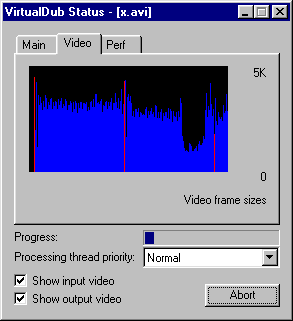 VirtualDub Status - [x.avi]
Main Video Perf
5K
0
Video frame sizes
Progress:
Processing thread priority: Normal
Show input video
Show output video
Abort